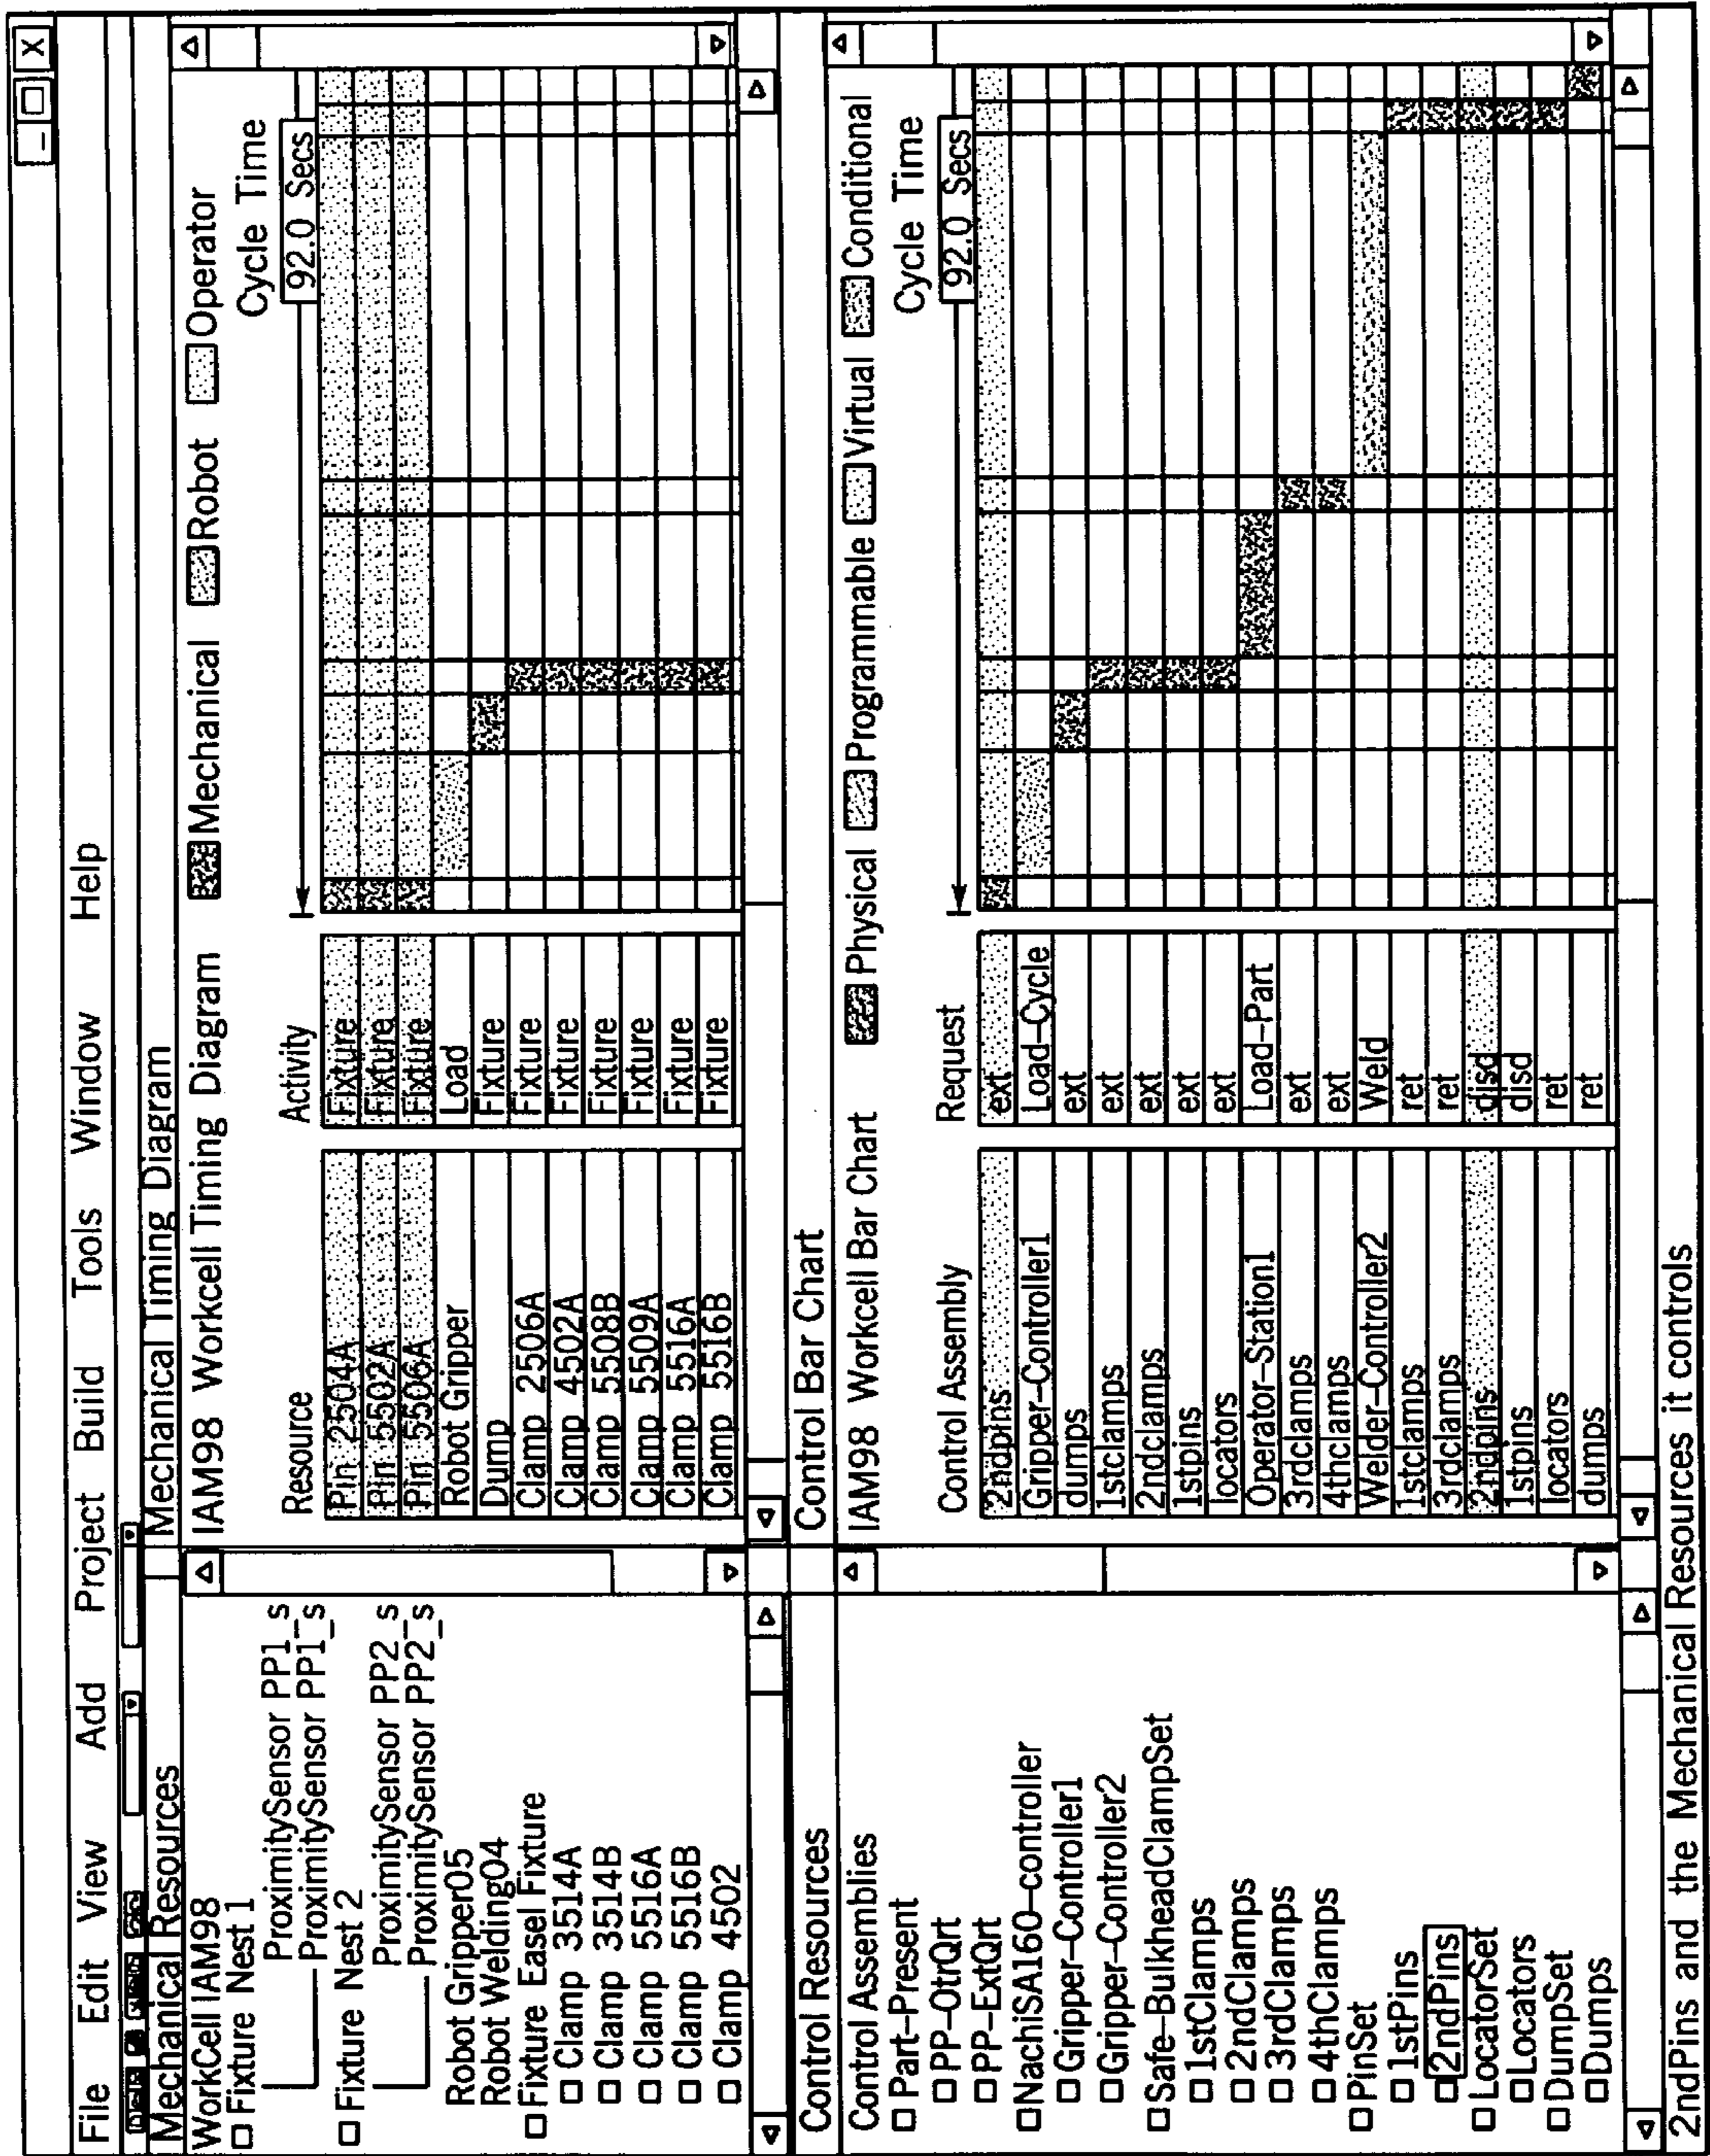 _ □ X
File Edit View Add Project Build Tools Window Help
Mechanical Resources
WorkCell IAM98
Fixture Nest 1
ProximitySensor PP1_s
ProximitySensor PP1_s
Fixture Nest 2
ProximitySensor PP2_s
ProximitySensor PP2_s
Robot Gripper05
Robot Welding04
Fixture Easel Fixture
Clamp 3514A
Clamp 3514B
Clamp 5516A
Clamp 5516B
Clamp 4502
Mechanical Timing Diagram
IAM98 Workcell Timing Diagram Mechanical Robot Operator
Resource Activity Cycle Time
92.0 Secs
Pin 2504A Fixture
Pin 5502A Fixture
Pin 5506A Fixture
Robot Gripper Load
Dump Fixture
Clamp 2506A Fixture
Clamp 4502A Fixture
Clamp 5508B Fixture
Clamp 5509A Fixture
Clamp 5516A Fixture
Clamp 5516B Fixture
Control Resources
Control Assemblies
Part-Present
PP-OtrQrt
PP-ExtQrt
NachiSA160-controller
Gripper-Controller1
Gripper-Controller2
Safe-BulkheadClampSet
1stClamps
2ndClamps
3rdClamps
4thClamps
PinSet
1stPins
2ndPins
LocatorSet
Locators
DumpSet
Dumps
Control Bar Chart
IAM98 Workcell Bar Chart Physical Programmable Virtual Conditional
Control Assembly Request Cycle Time
92.0 Secs
2ndpins ext
Gripper-Controller1 Load-Cycle
dumps ext
1stclamps ext
2ndclamps ext
1stpins ext
locators ext
Operator-Station1 Load-Part
3rdclamps ext
4thclamps ext
Welder-Controller2 Weld
1stclamps ret
3rdclamps ret
2ndpins disd
1stpins disd
locators ret
dumps ret
2ndPins and the Mechanical Resources it controls